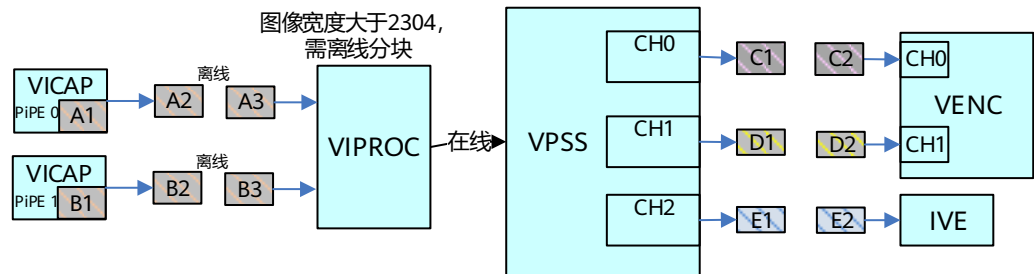 图像宽度大于2304，
需离线分块
VICAP
PiPE 0
A1
离线
A2
A3
VICAP
PiPE 1
B1
离线
B2
B3
VIPROC
在线
VPSS
CH0
CH1
CH2
C1
C2
D1
D2
E1
E2
CH0
VENC
CH1
IVE